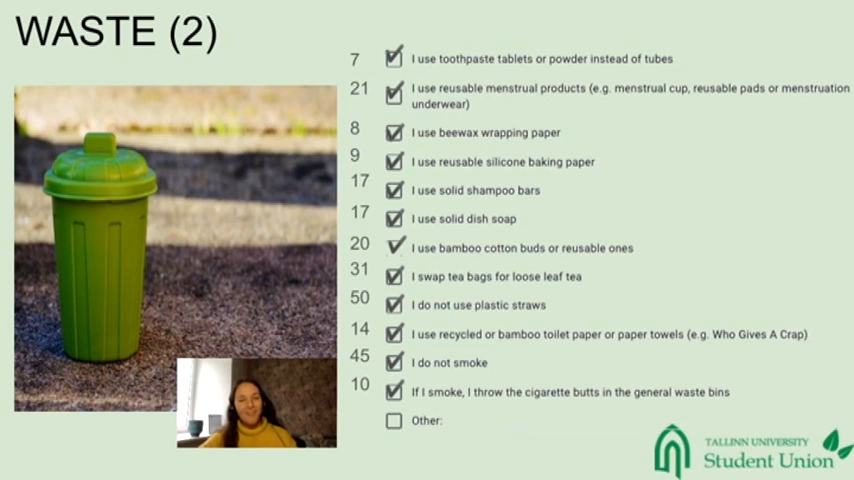 WASTE (2)
7 I use toothpaste tablets or powder instead of tubes
21 I use reusable menstrual products (e.g. menstrual cup, reusable pads or menstruation
underwear)
8 I use beewax wrapping paper
9 I use reusable silicone baking paper
17 I use solid shampoo bars
17 I use solid dish soap
20 I use bamboo cotton buds or reusable ones
31 I swap tea bags for loose leaf tea
50 I do not use plastic straws
14 I use recycled or bamboo toilet paper or paper towels (e.g. Who Gives A Crap)
45 I do not smoke
10 If I smoke, I throw the cigarette butts in the general waste bins
Other:
TALLINN UNIVERSITY
Student Union